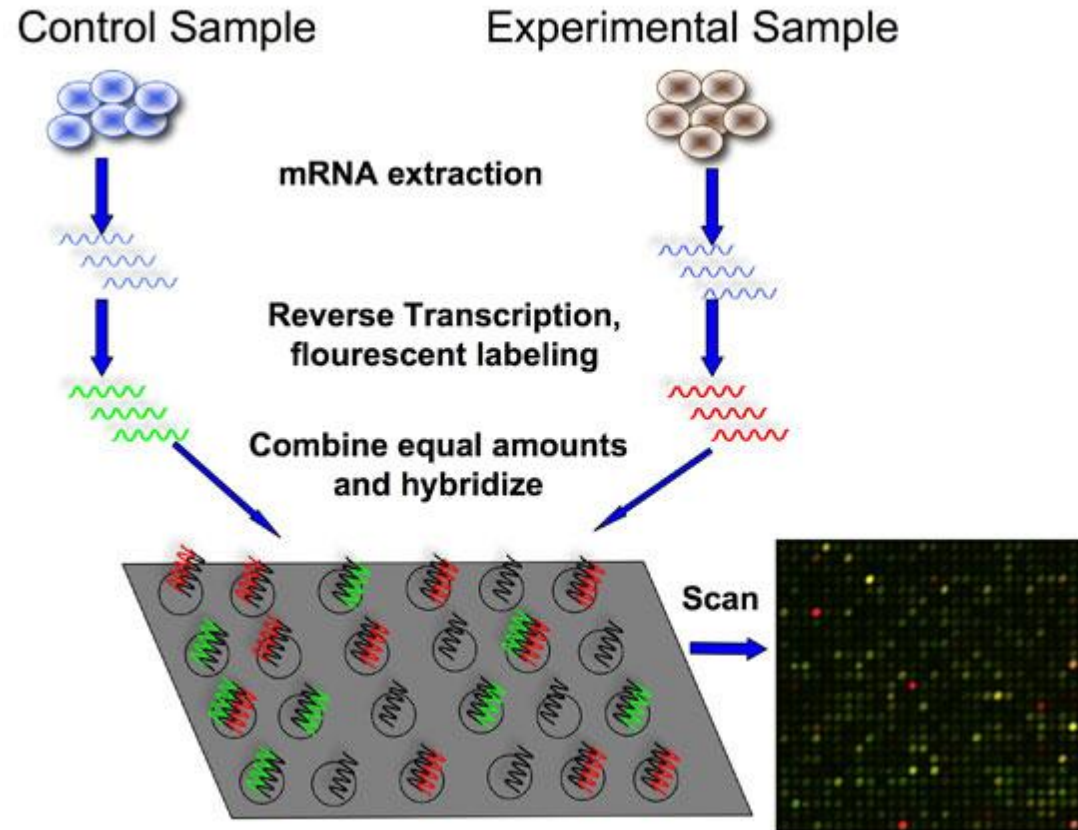 Control Sample
Experimental Sample
mRNA extraction
Reverse Transcription,
flourescent labeling
Combine equal amounts
and hybridize
Scan